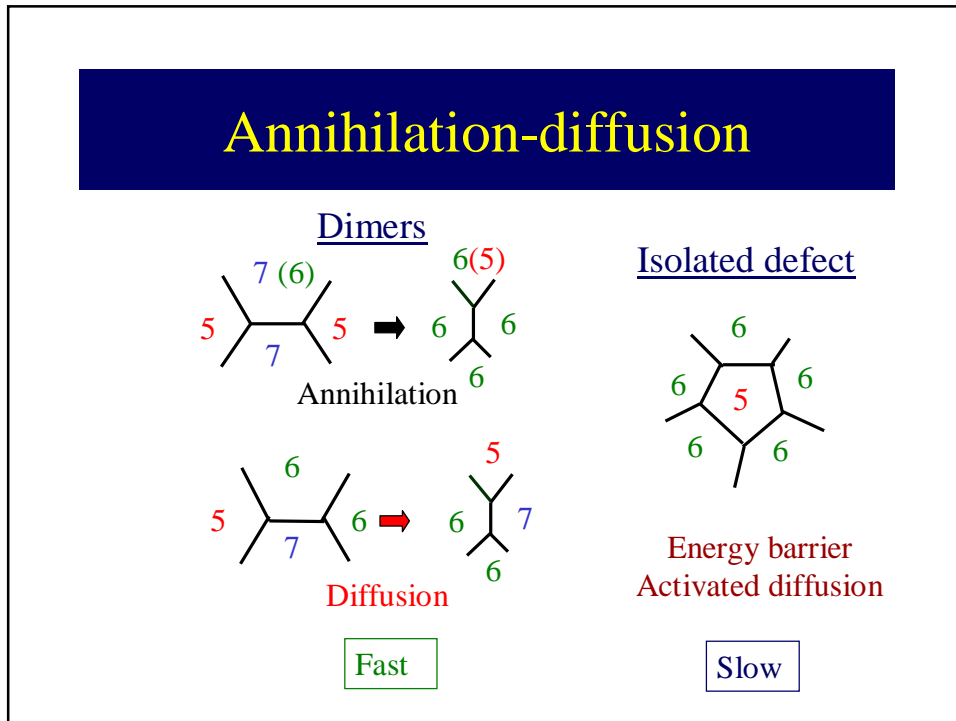 Annihilation-diffusion
Dimers
7 (6)
5
5
7
6(5)
6
6
6
Annihilation
6
5
6
7
5
6
7
6
Diffusion
Fast
Isolated defect
6
6
6
5
6
6
Energy barrier
Activated diffusion
Slow